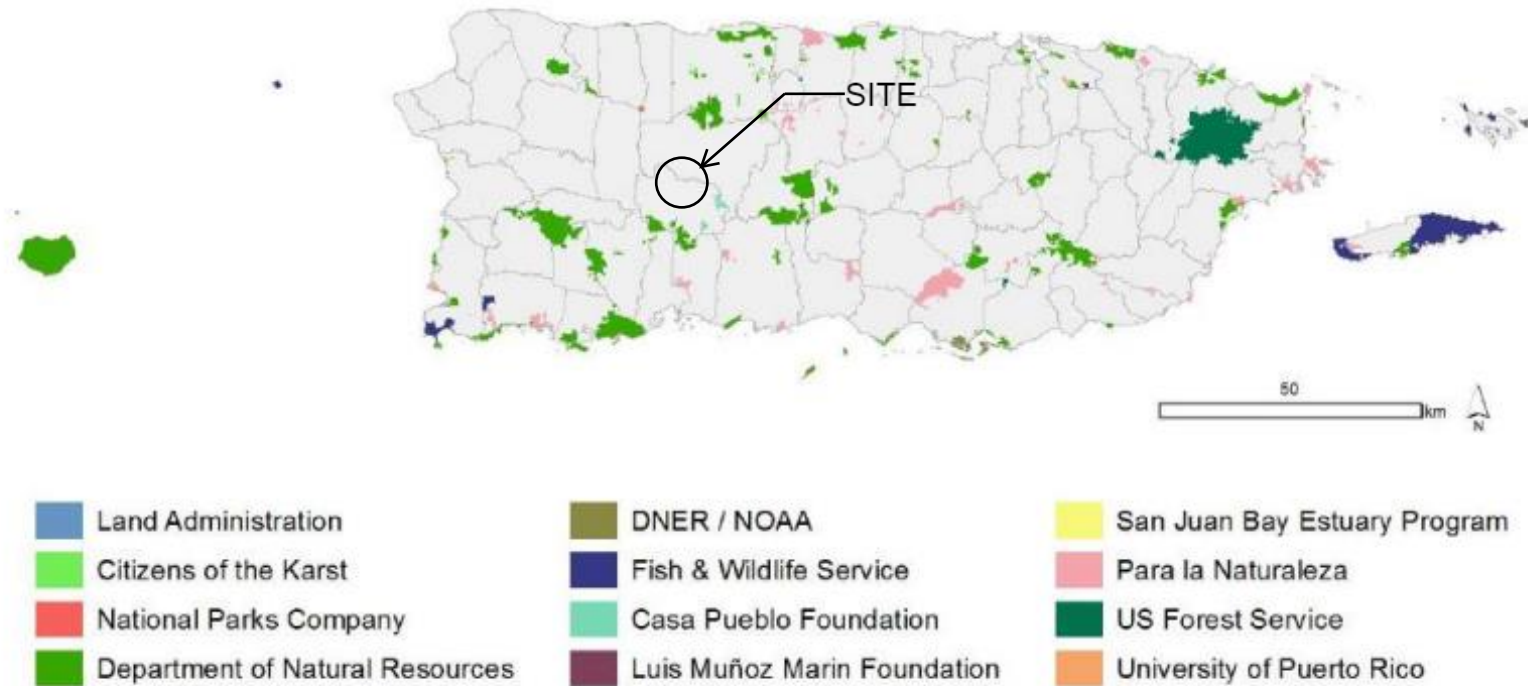 SITE
50
km
N
Land Administration
Citizens of the Karst
National Parks Company
Department of Natural Resources
DNER / NOAA
Fish & Wildlife Service
Casa Pueblo Foundation
Luis Muñoz Marin Foundation
San Juan Bay Estuary Program
Para la Naturaleza
US Forest Service
University of Puerto Rico